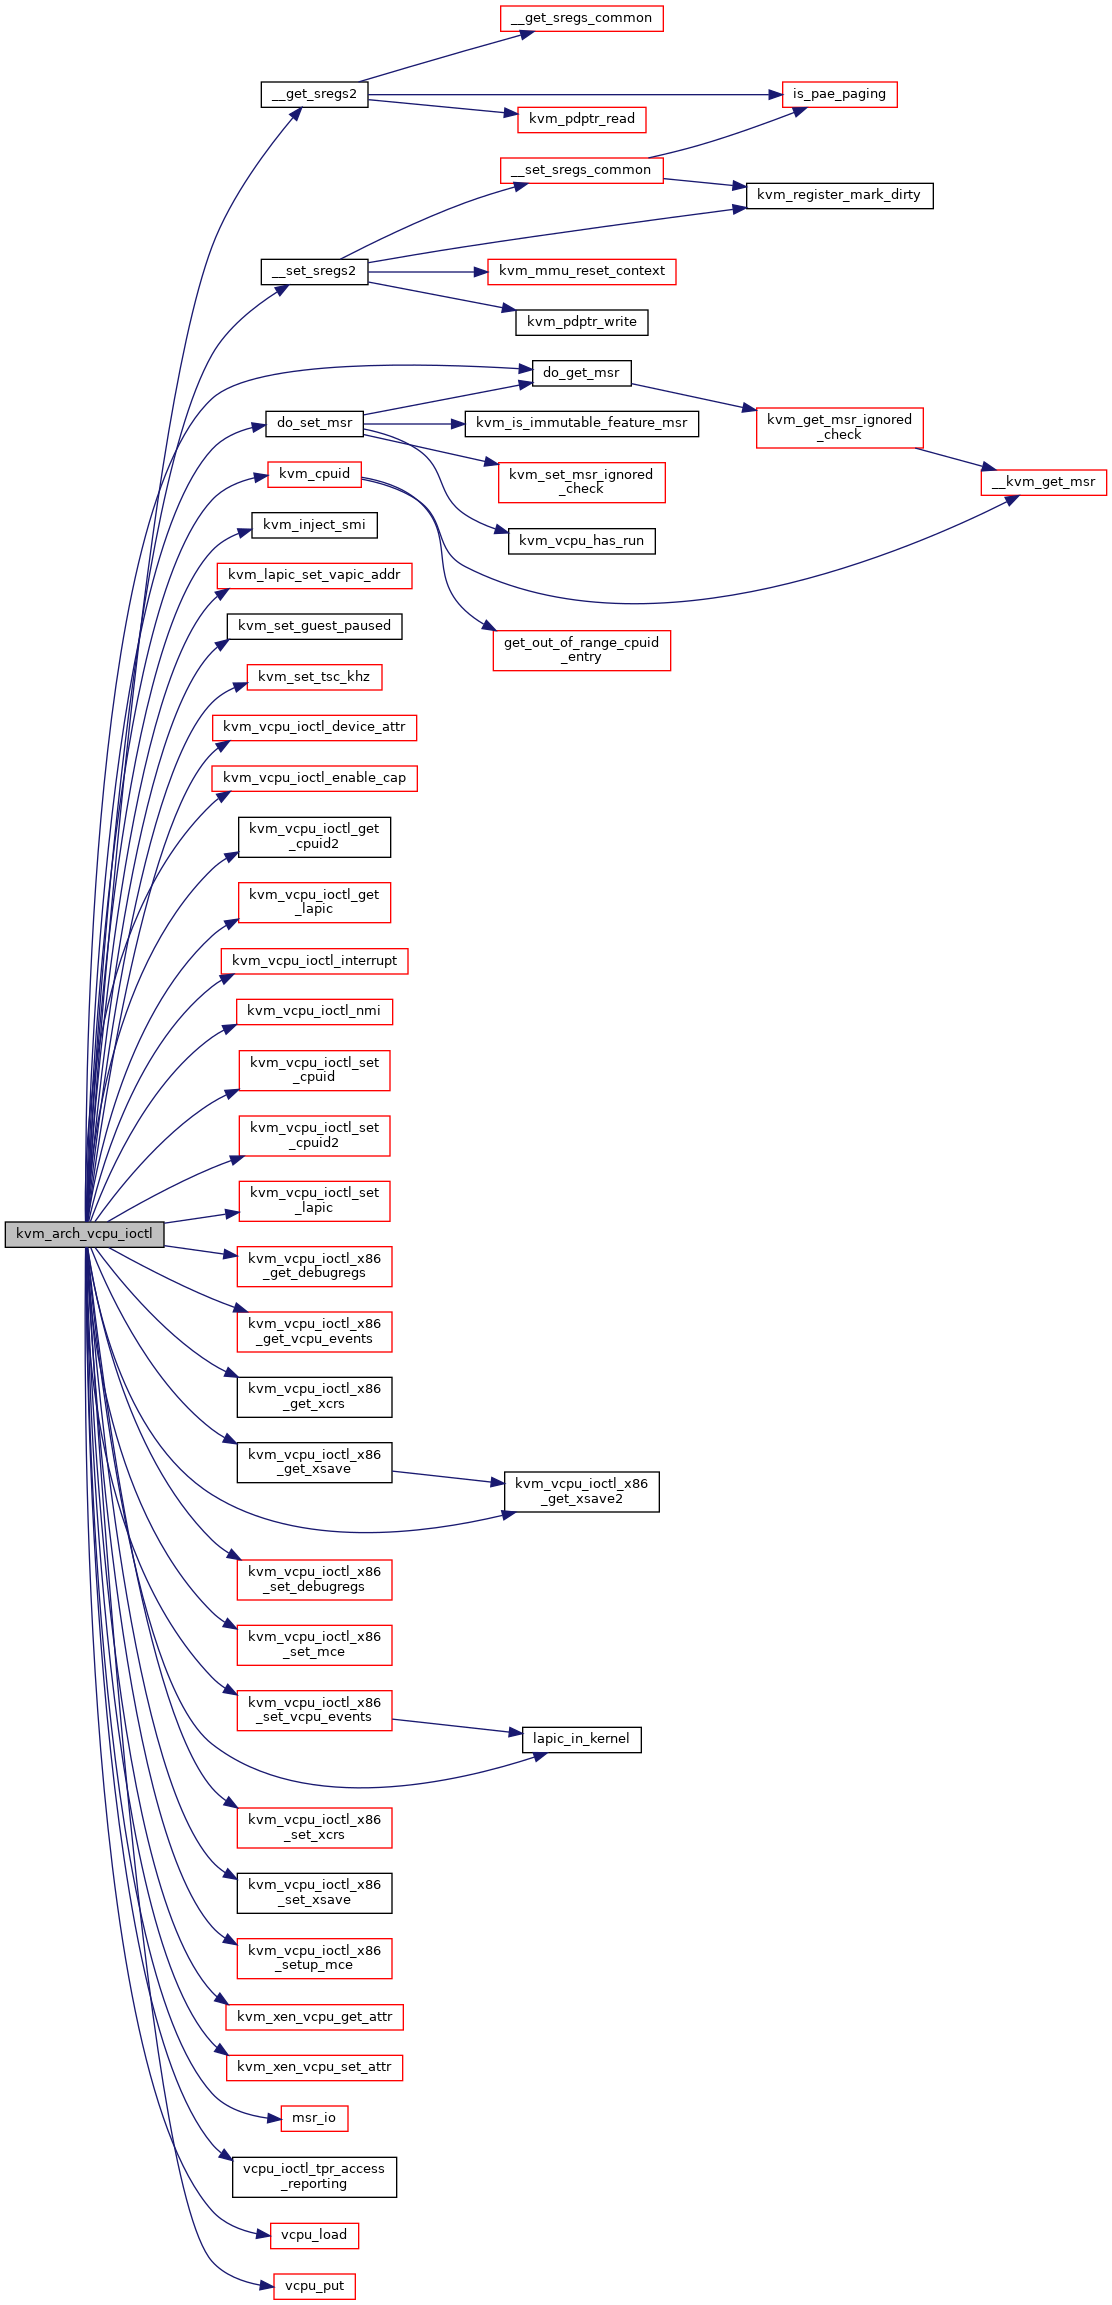 __get_sregs_common
__get_sregs2
is_pae_paging
kvm_pdptr_read
__set_sregs_common
kvm_register_mark_dirty
__set_sregs2
kvm_mmu_reset_context
kvm_pdptr_write
do_get_msr
do_set_msr
kvm_is_immutable_feature_msr
kvm_get_msr_ignored
_check
kvm_cpuid
kvm_set_msr_ignored
_check
__kvm_get_msr
kvm_inject_smi
kvm_vcpu_has_run
kvm_lapic_set_vapic_addr
kvm_set_guest_paused
get_out_of_range_cpuid
_entry
kvm_set_tsc_khz
kvm_vcpu_ioctl_device_attr
kvm_vcpu_ioctl_enable_cap
kvm_vcpu_ioctl_get
_cpuid2
kvm_vcpu_ioctl_get
_lapic
kvm_vcpu_ioctl_interrupt
kvm_vcpu_ioctl_nmi
kvm_vcpu_ioctl_set
_cpuid
kvm_vcpu_ioctl_set
_cpuid2
kvm_vcpu_ioctl_set
_lapic
kvm_arch_vcpu_ioctl
kvm_vcpu_ioctl_x86
_get_debugregs
kvm_vcpu_ioctl_x86
_get_vcpu_events
kvm_vcpu_ioctl_x86
_get_xcrs
kvm_vcpu_ioctl_x86
_get_xsave
kvm_vcpu_ioctl_x86
_get_xsave2
kvm_vcpu_ioctl_x86
_set_debugregs
kvm_vcpu_ioctl_x86
_set_mce
kvm_vcpu_ioctl_x86
_set_vcpu_events
lapic_in_kernel
kvm_vcpu_ioctl_x86
_set_xcrs
kvm_vcpu_ioctl_x86
_set_xsave
kvm_vcpu_ioctl_x86
_setup_mce
kvm_xen_vcpu_get_attr
kvm_xen_vcpu_set_attr
msr_io
vcpu_ioctl_tpr_access
_reporting
vcpu_load
vcpu_put